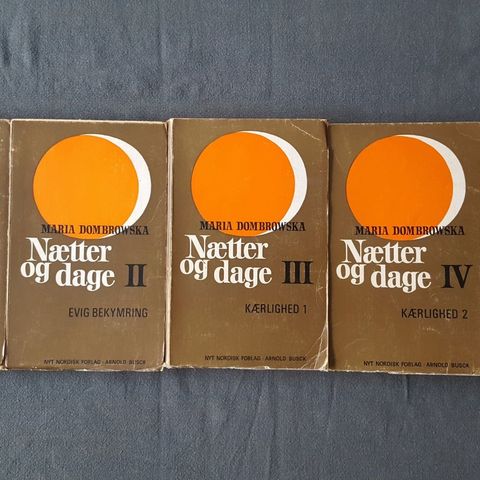 MARIA DOMBROWSKA
Nætter
og dage II
EVIG BEKYMRING
NYT NORDISK FORLAG · ARNOLD BUSCK
MARIA DOMBROWSKA
Nætter
og dage III
KÆRLIGHED 1
NYT NORDISK FORLAG · ARNOLD BUSCK
MARIA DOMBROWSKA
Nætter
og dage IV
KÆRLIGHED 2
NYT NORDISK FORLAG · ARNOLD BUSCK